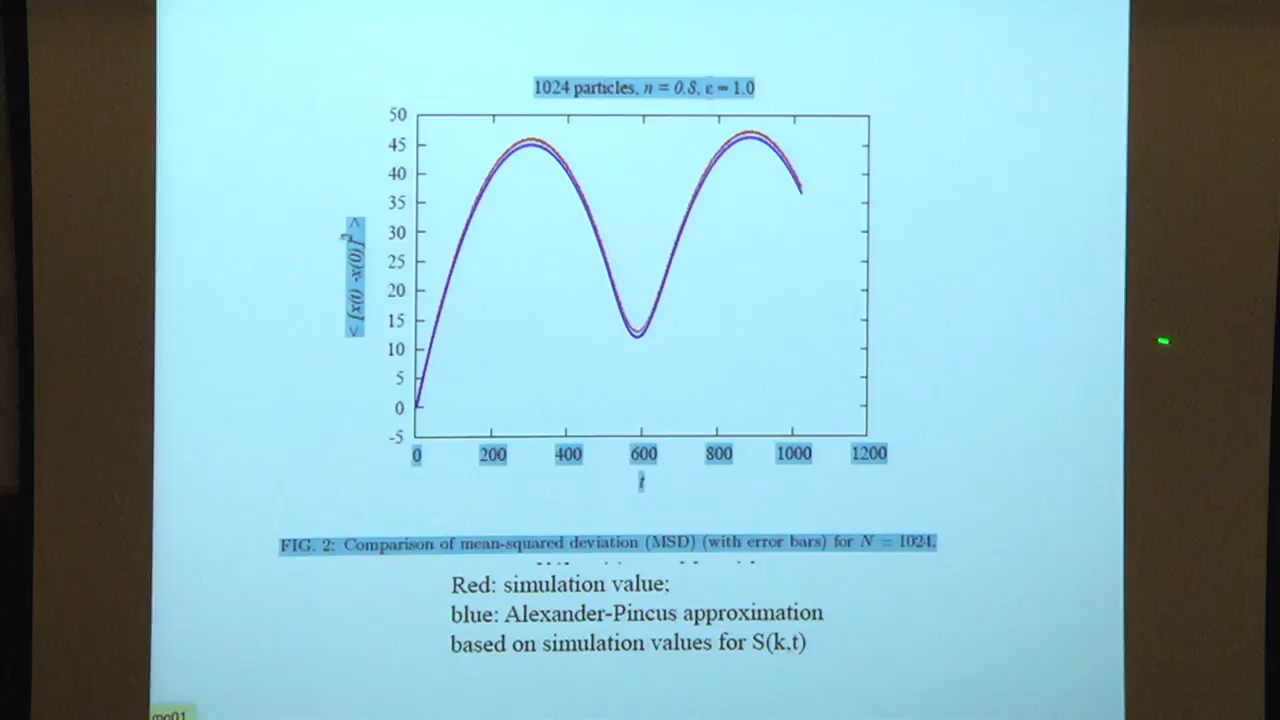 1024 particles, n = 0.8, ε = 1.0
50
45
40
35
30
25
20
15
10
5
0
-5
< [x(t) -x(0)]² >
0 200 400 600 800 1000 1200
t
FIG. 2: Comparison of mean-squared deviation (MSD) (with error bars) for N = 1024.
Red: simulation value;
blue: Alexander-Pincus approximation
based on simulation values for S(k,t)
mo01